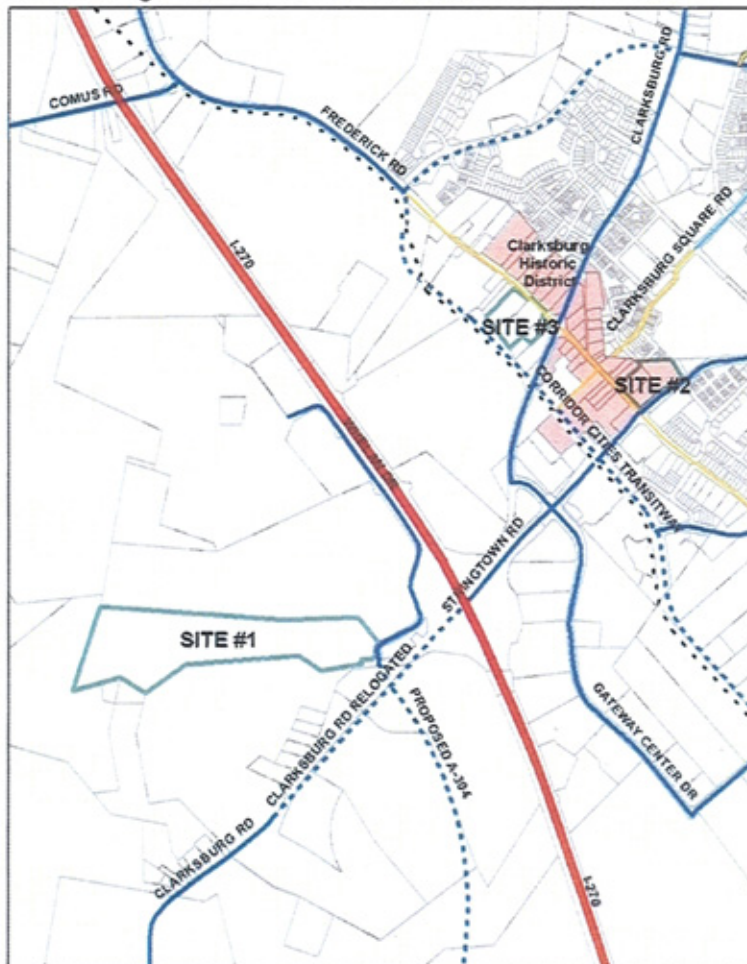 COMUS RD
FREDERICK RD
CLARKSBURG RD
I-270
Clarksburg
Historic
District
CLARKSBURG SQUARE RD
SITE #3
SITE #2
CORRIDOR CITIES TRANSITWAY
STRINGTOWN RD
SITE #1
CLARKSBURG RD RELOGATED
PROPOSED A-304
GATEWAY CENTER DR
CLARKSBURG RD
I-270